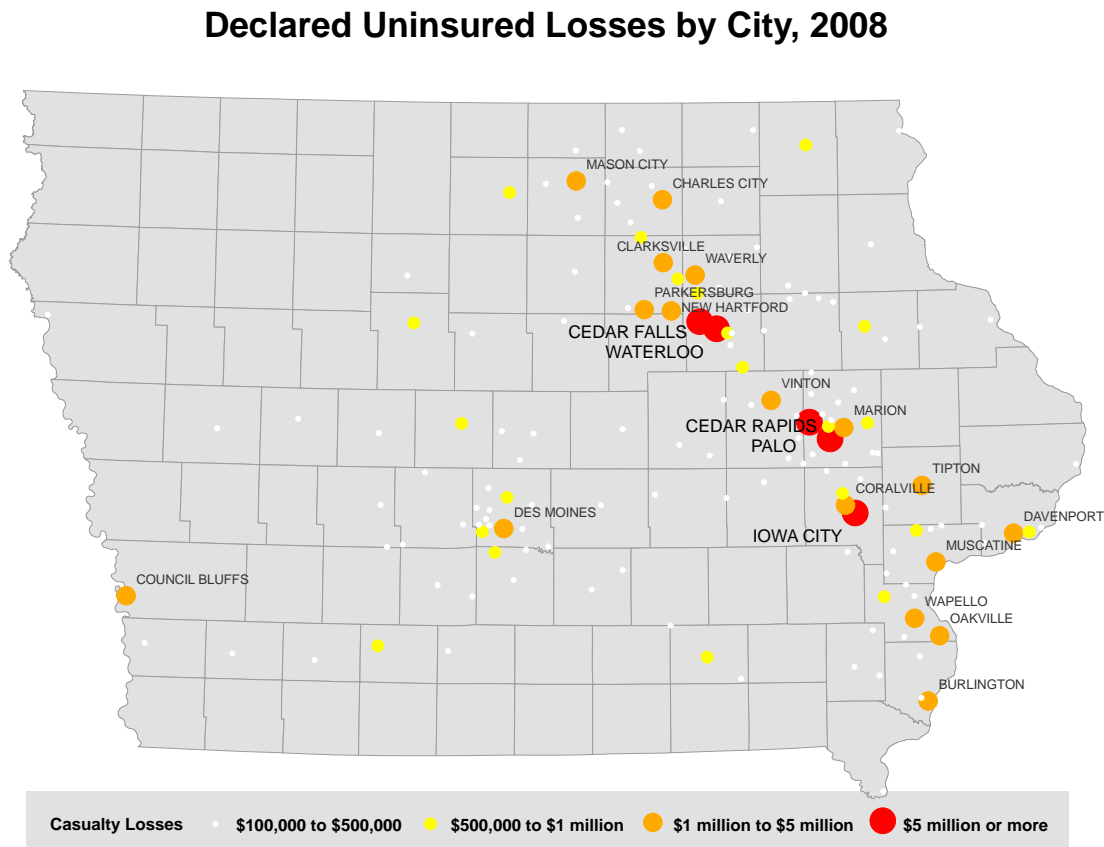 Declared Uninsured Losses by City, 2008
MASON CITY
CHARLES CITY
CLARKSVILLE
WAVERLY
PARKERSBURG
NEW HARTFORD
CEDAR FALLS
WATERLOO
VINTON
MARION
CEDAR RAPIDS
PALO
TIPTON
CORALVILLE
DES MOINES
DAVENPORT
IOWA CITY
MUSCATINE
COUNCIL BLUFFS
WAPELLO
OAKVILLE
BURLINGTON
Casualty Losses $100,000 to $500,000 $500,000 to $1 million $1 million to $5 million $5 million or more